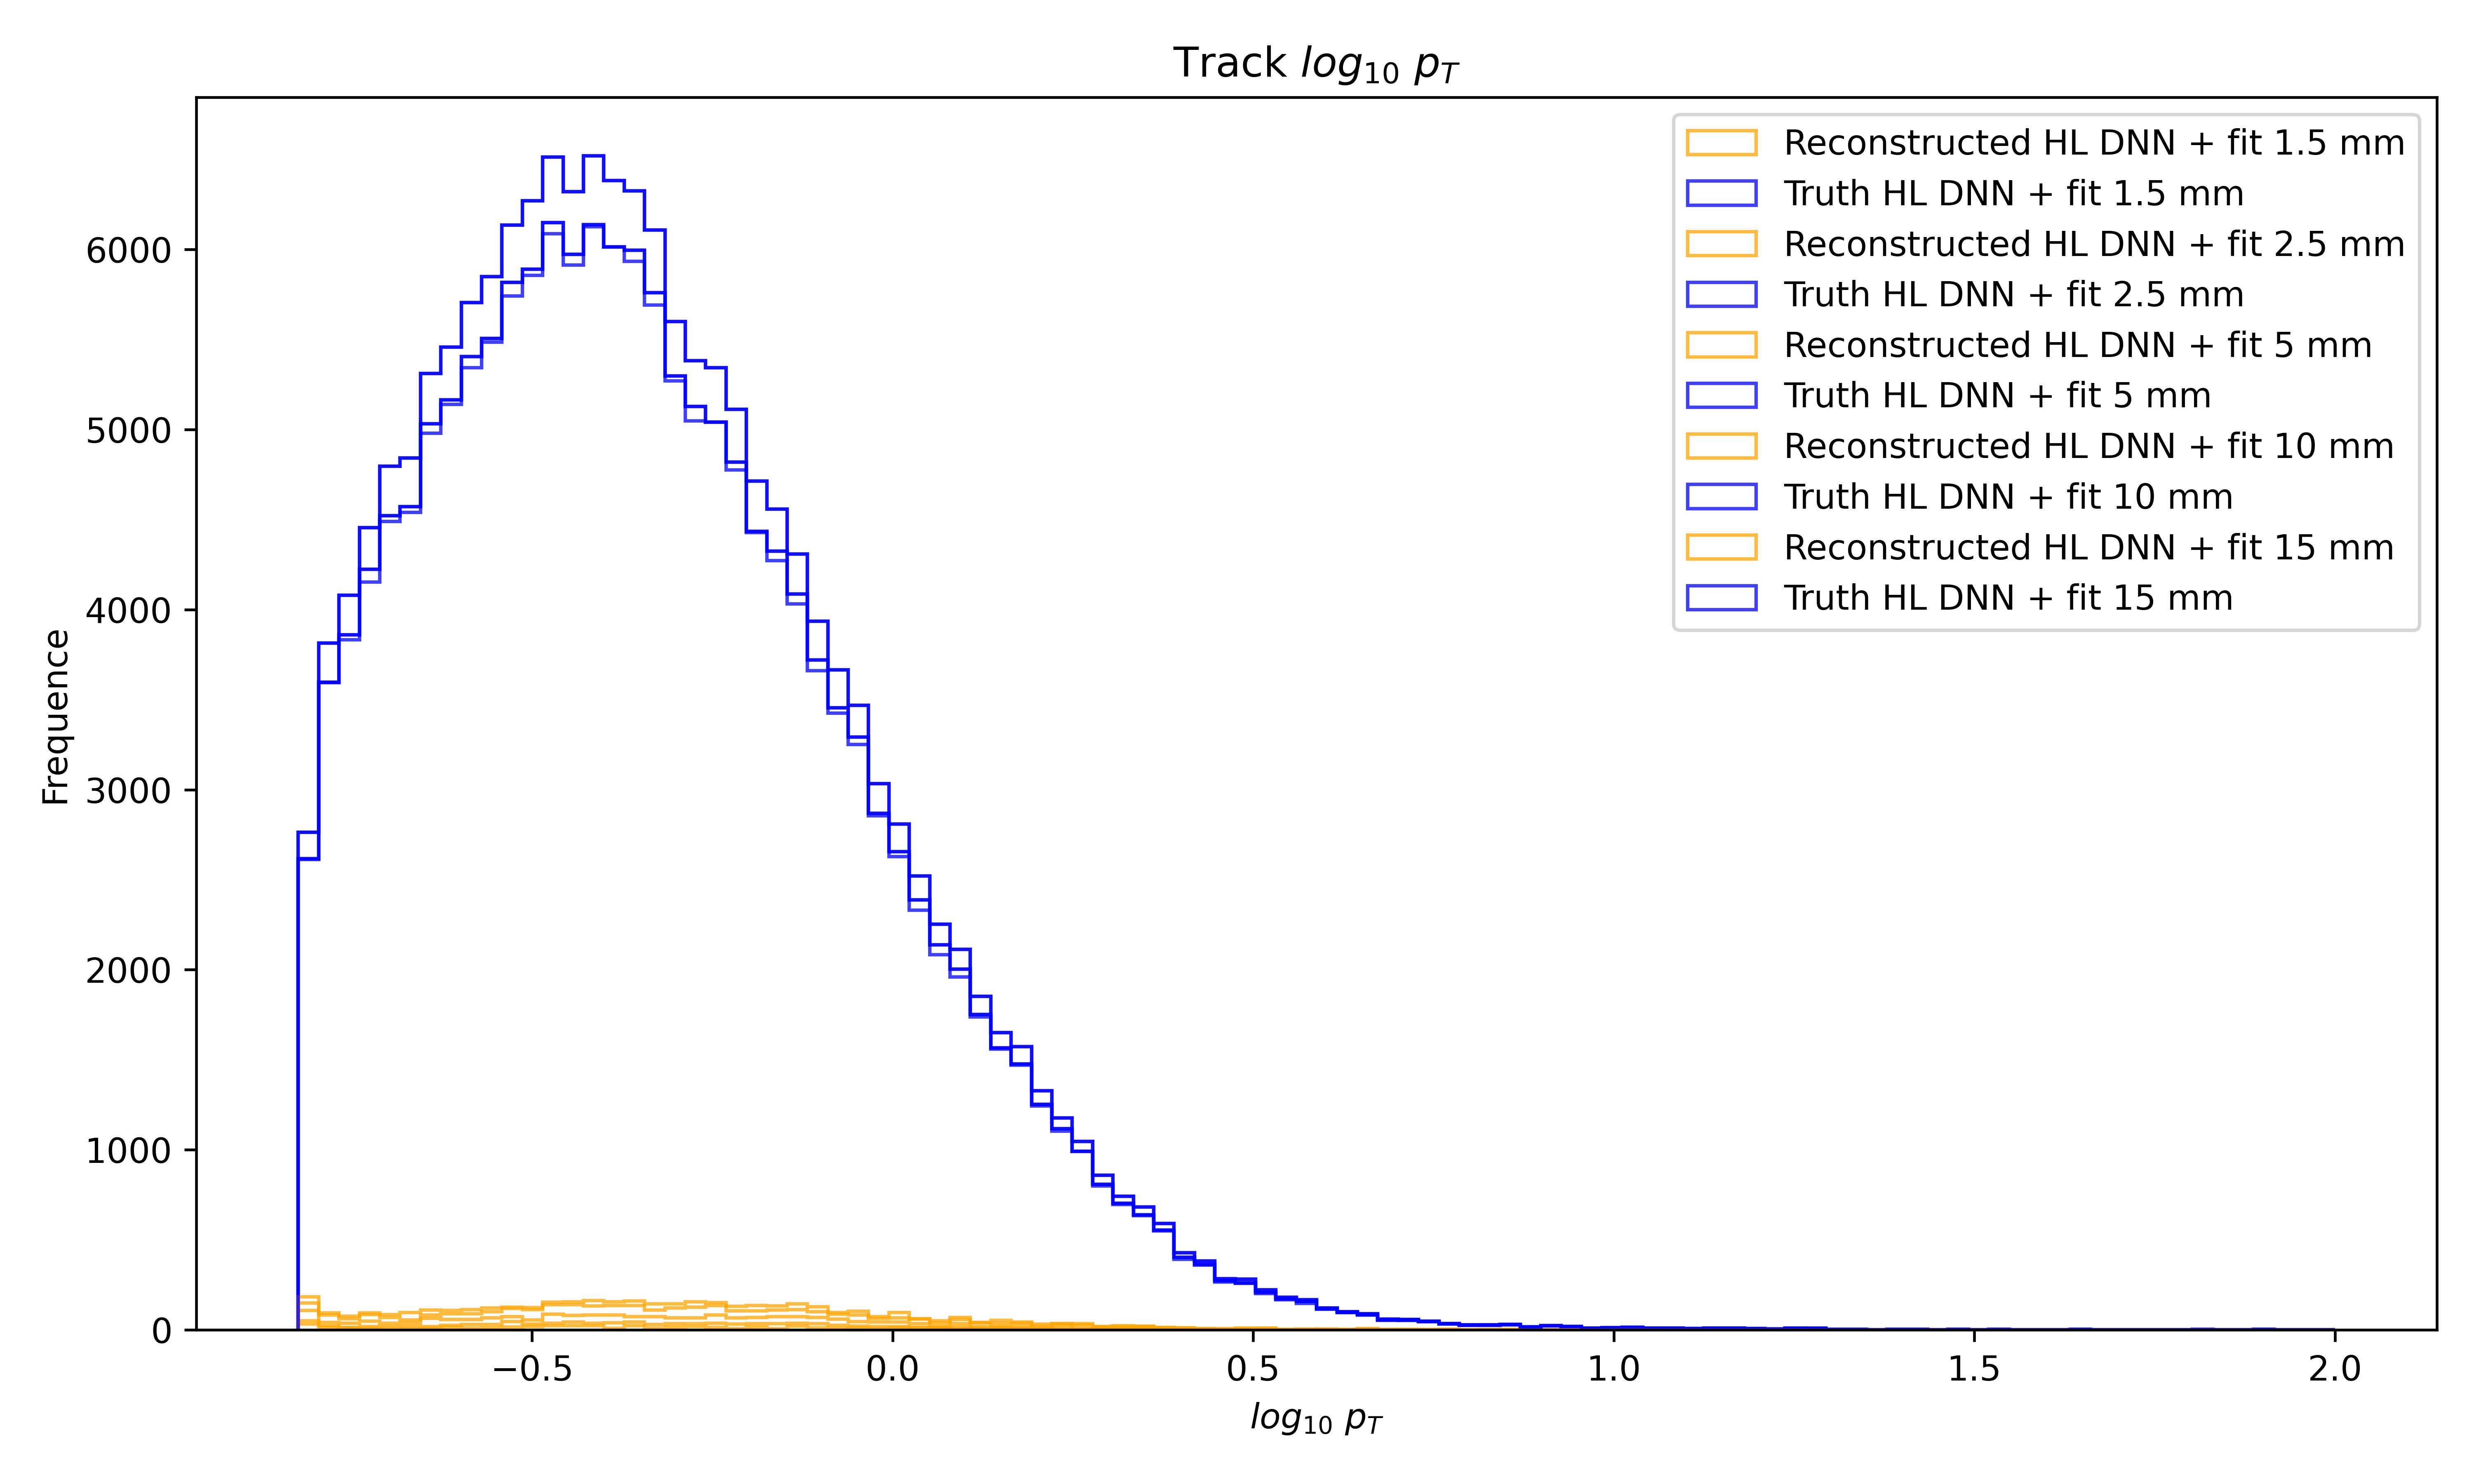 Track log₁₀ p_T
Reconstructed HL DNN + fit 1.5 mm
Truth HL DNN + fit 1.5 mm
Reconstructed HL DNN + fit 2.5 mm
Truth HL DNN + fit 2.5 mm
Reconstructed HL DNN + fit 5 mm
Truth HL DNN + fit 5 mm
Reconstructed HL DNN + fit 10 mm
Truth HL DNN + fit 10 mm
Reconstructed HL DNN + fit 15 mm
Truth HL DNN + fit 15 mm
Frequence
6000
5000
4000
3000
2000
1000
0
−0.5 0.0 0.5 1.0 1.5 2.0
log₁₀ p_T